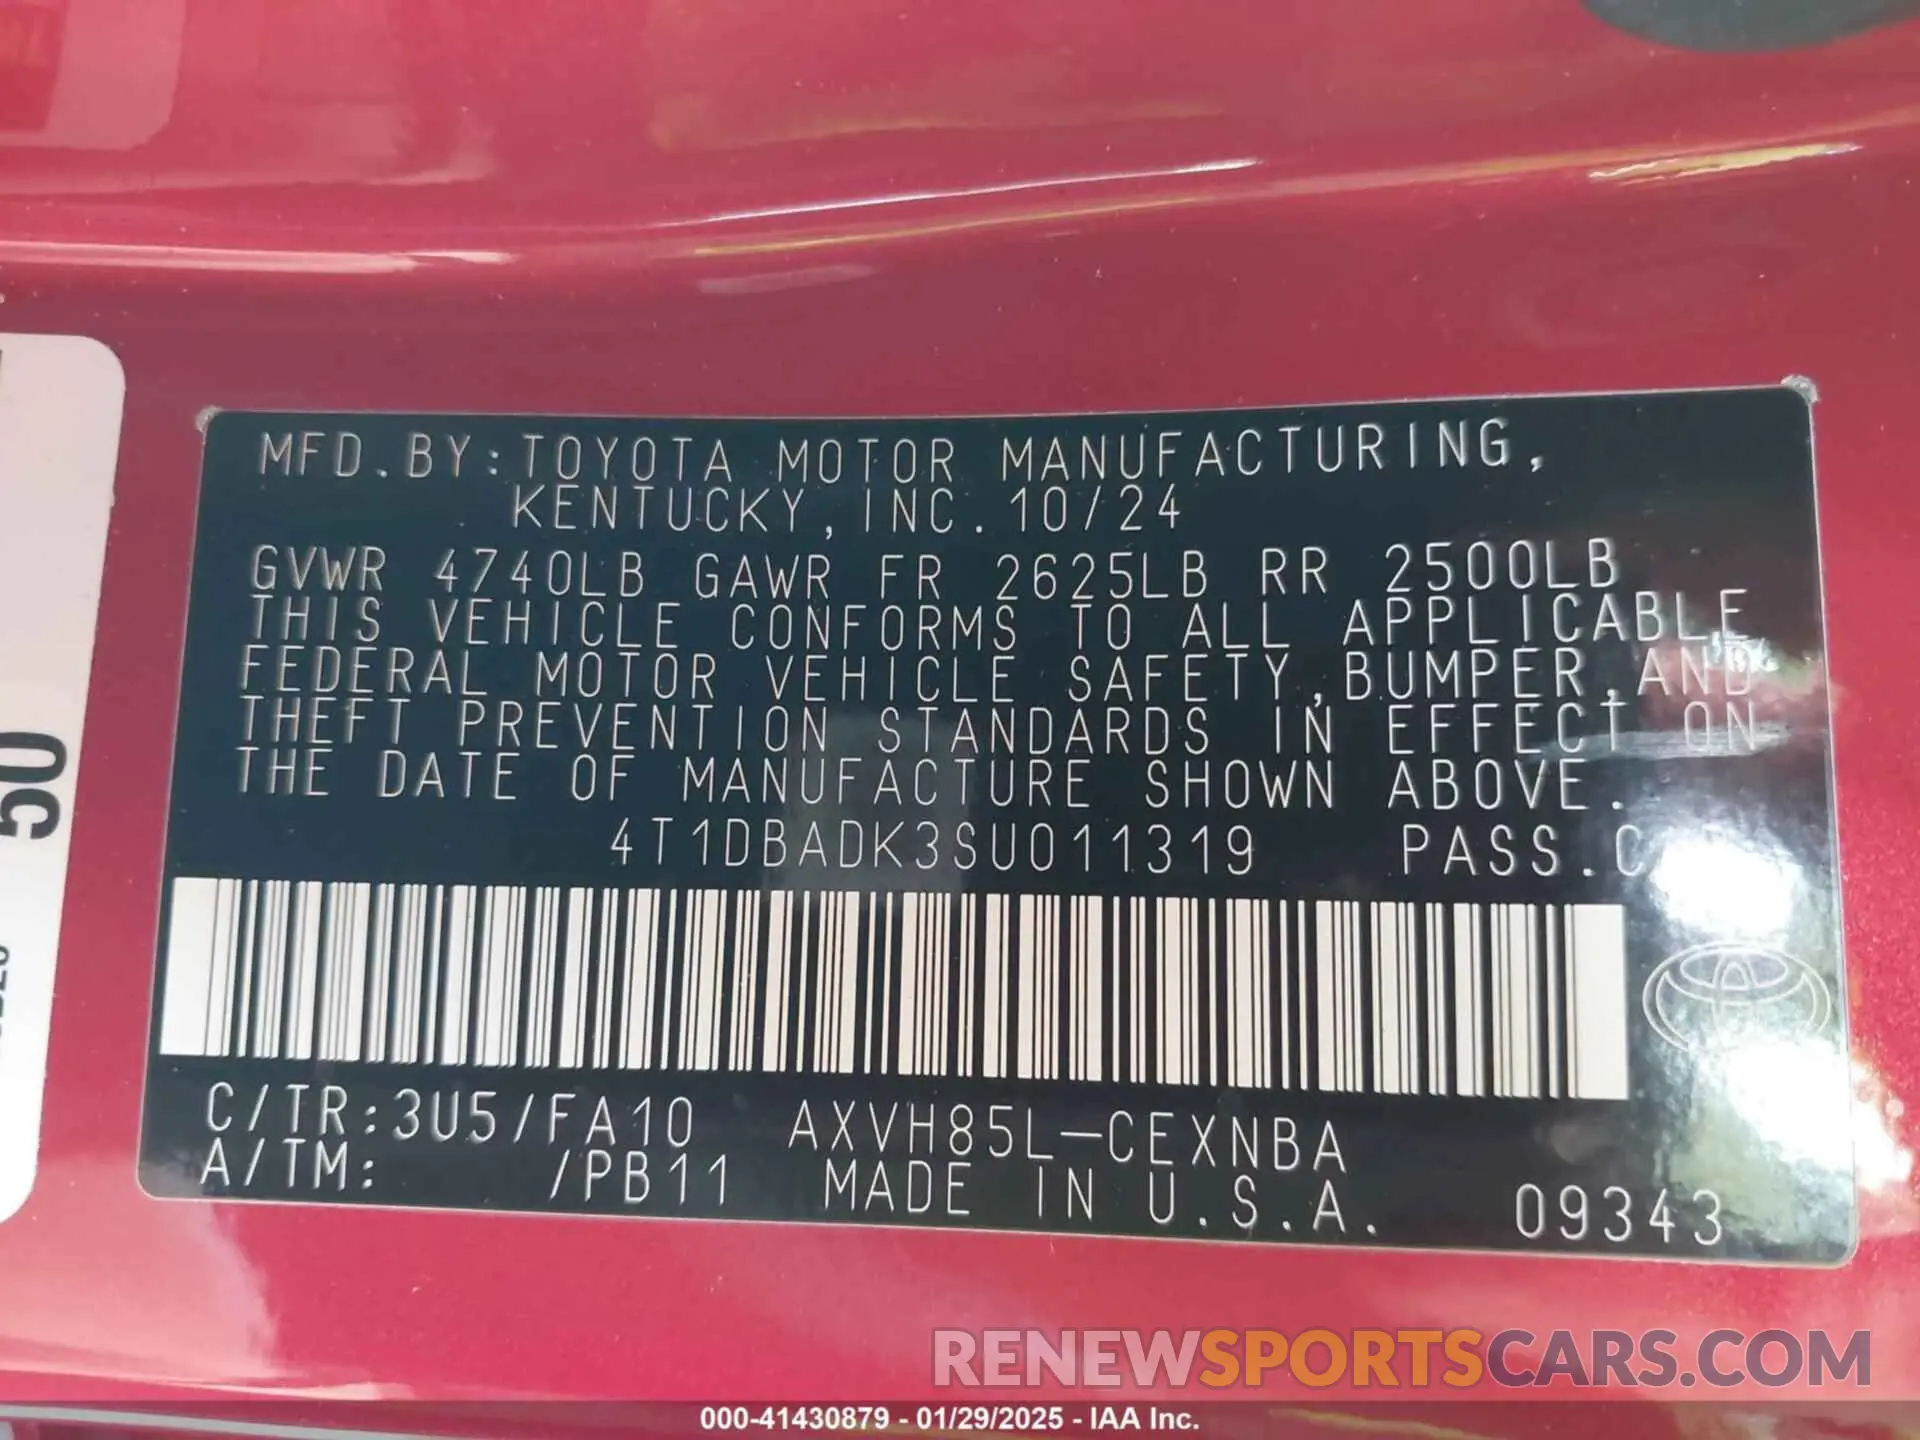 MFD.BY:TOYOTA MOTOR MANUFACTURING,
KENTUCKY,INC.10/24
GVWR 4740LB GAWR FR 2625LB RR 2500LB
THIS VEHICLE CONFORMS TO ALL APPLICABLE
FEDERAL MOTOR VEHICLE SAFETY,BUMPER,AND
THEFT PREVENTION STANDARDS IN EFFECT ON
THE DATE OF MANUFACTURE SHOWN ABOVE.
4T1DBADK3SU011319 PASS.
C/TR:3U5/FA10 AXVH85L-CEXNBA
A/TM: /PB11 MADE IN U.S.A. 09343
50
RENEWSPORTSCARS.COM
000-41430879 - 01/29/2025 - IAA Inc.